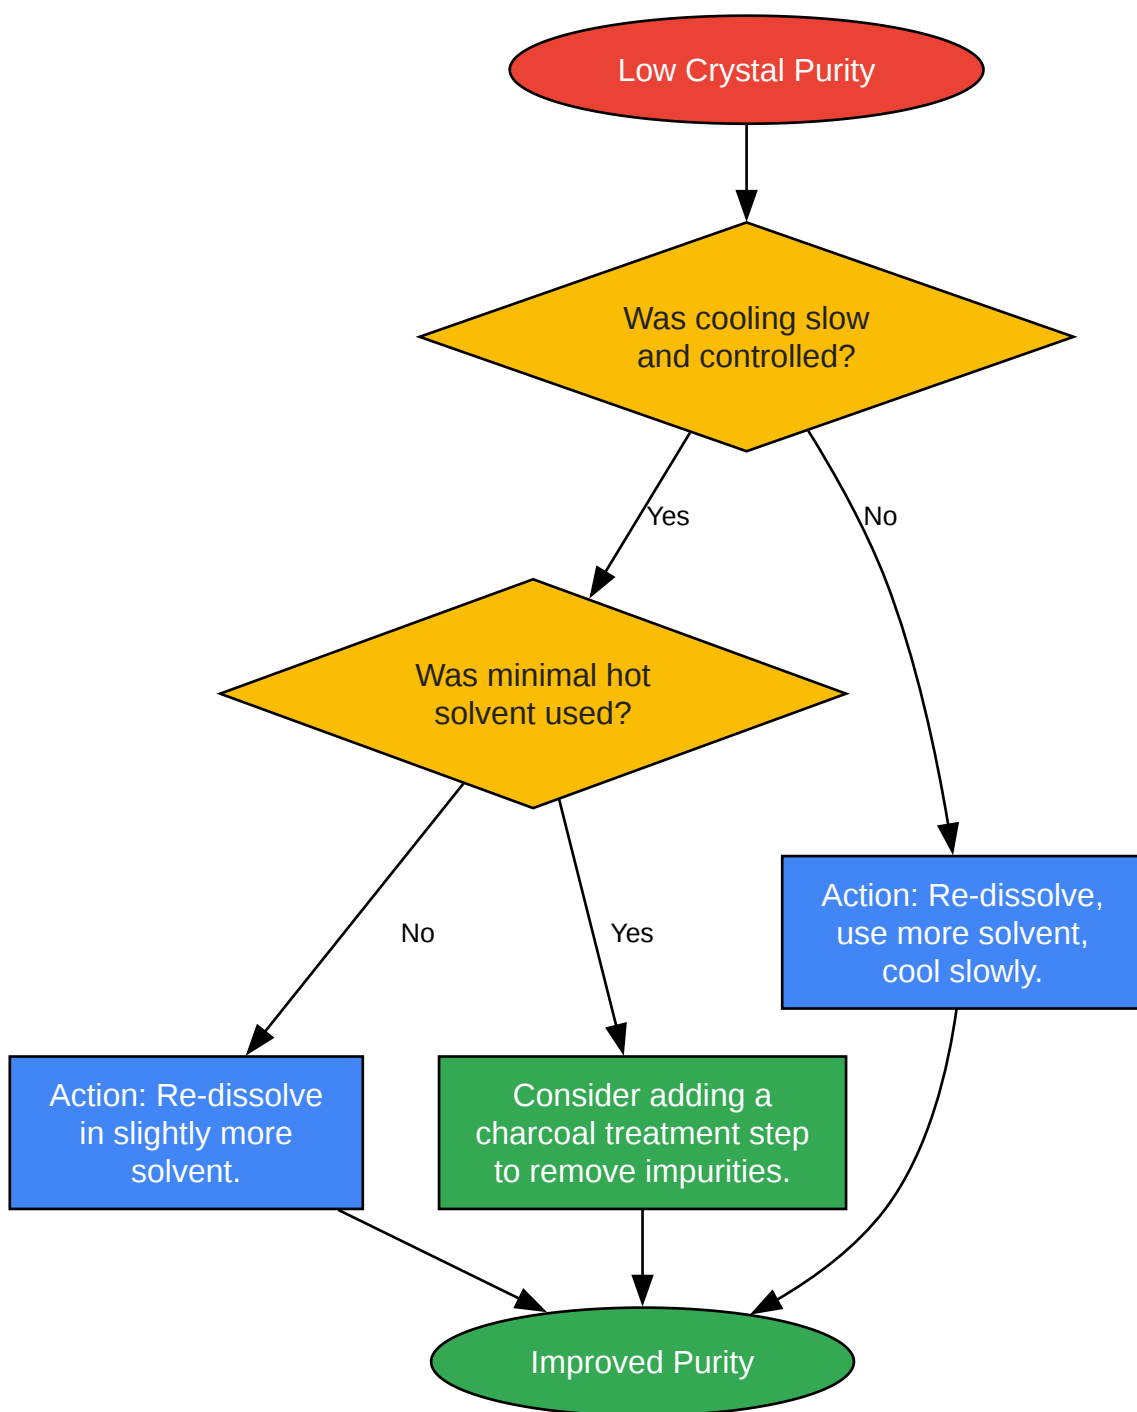 Low Crystal Purity
Was cooling slow
and controlled?
Yes
No
Was minimal hot
solvent used?
No
Yes
Action: Re-dissolve,
use more solvent,
cool slowly.
Action: Re-dissolve
in slightly more
solvent.
Consider adding a
charcoal treatment step
to remove impurities.
Improved Purity